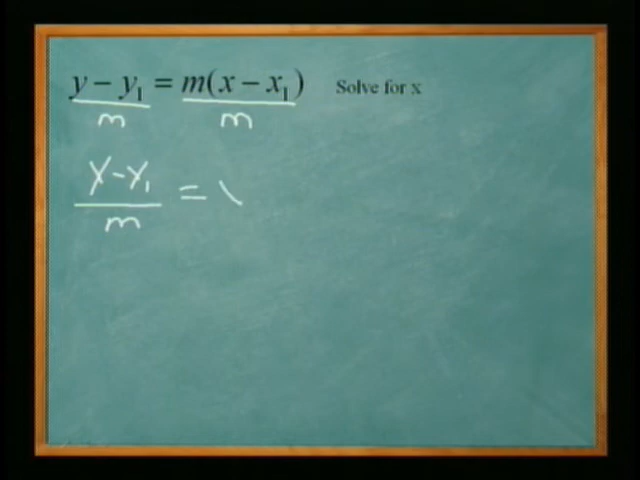 y − y₁ = m(x − x₁) Solve for x
m m
y − y₁ = \
m